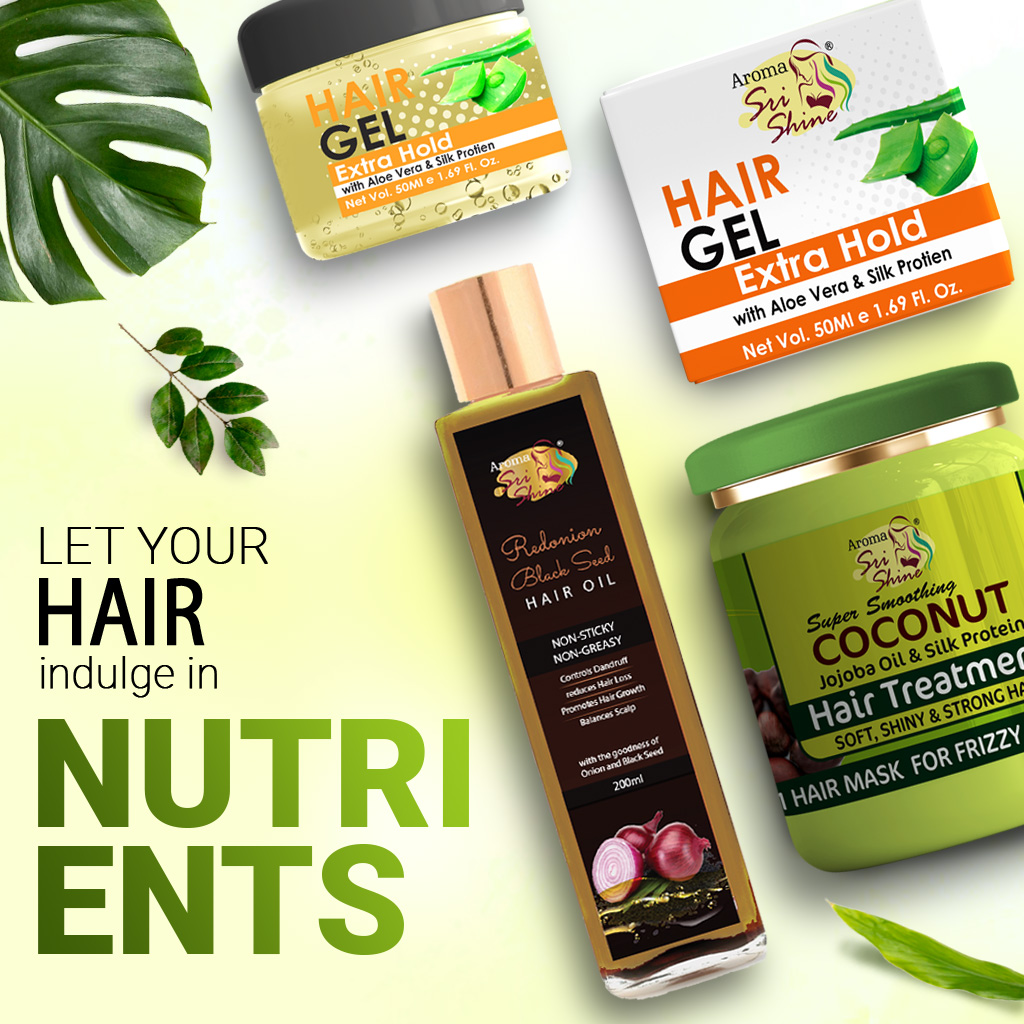 HAIR
GEL
Extra Hold
with Aloe Vera & Silk Protien
Net Vol. 50Ml e 1.69 Fl. Oz.
Aroma
Sri
Shine
®
HAIR
GEL
Extra Hold
with Aloe Vera & Silk Protien
Net Vol. 50Ml e 1.69 Fl. Oz.
Aroma
Sri
Shine
®
Redonion
Black Seed
HAIR OIL
NON-STICKY
NON-GREASY
Controls Dandruff
reduces Hair Loss
Promotes Hair Growth
Balances Scalp
with the goodness of
Onion and Black Seed
200ml
Aroma
Sri
Shine
®
Super Smoothing
COCONUT
Jojoba Oil & Silk Protein
Hair Treatmen
SOFT, SHINY & STRONG HA
1 HAIR MASK FOR FRIZZY
LET YOUR
HAIR
indulge in
NUTRI
ENTS